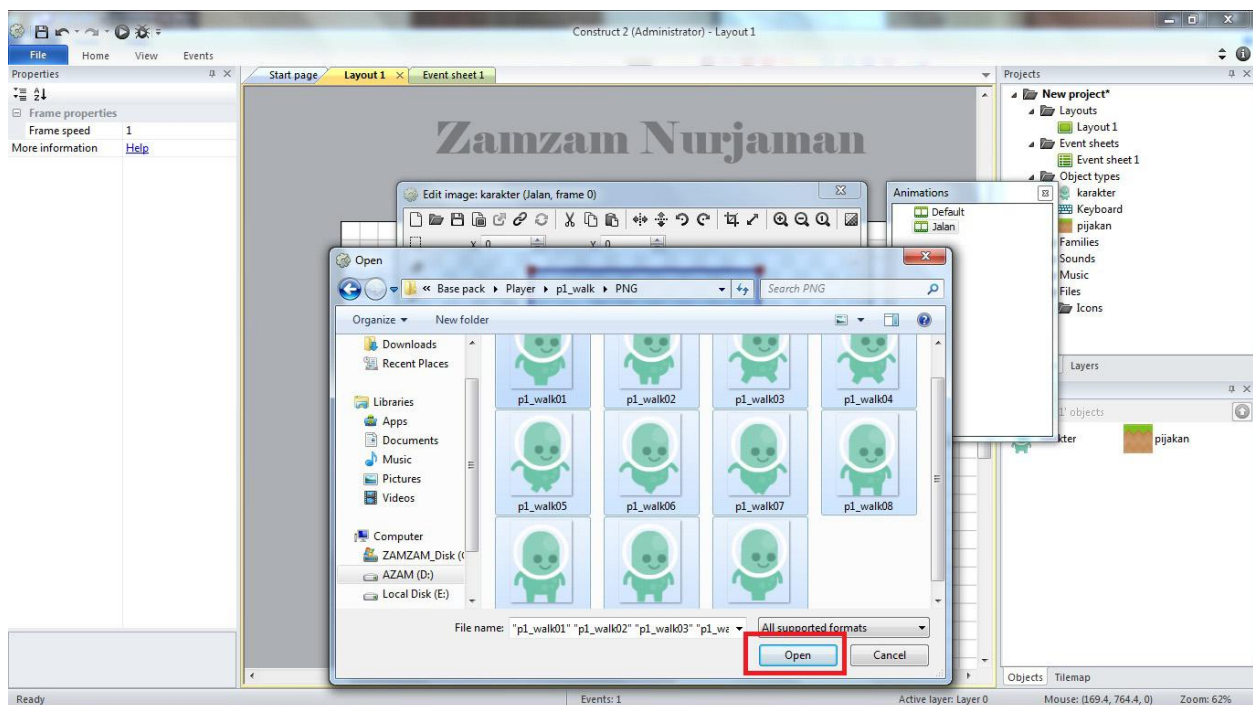 Construct 2 (Administrator) - Layout 1
File Home View Events
Properties
Start page Layout 1 Event sheet 1
Projects
Frame properties
Frame speed 1
More information Help
Zamzam Nurjaman
New project*
Layouts
Layout 1
Event sheets
Event sheet 1
Object types
karakter
Keyboard
pijakan
Families
Sounds
Music
Files
Icons
Edit image: karakter (Jalan, frame 0)
X 0 Y 0
Animations
Default
Jalan
Open
« Base pack Player p1_walk PNG
Search PNG
Organize New folder
Downloads
Recent Places
Libraries
Apps
Documents
Music
Pictures
Videos
Computer
ZAMZAM_Disk (
AZAM (D:)
Local Disk (E:)
p1_walk01 p1_walk02 p1_walk03 p1_walk04
p1_walk05 p1_walk06 p1_walk07 p1_walk08
File name: "p1_walk01" "p1_walk02" "p1_walk03" "p1_wa
All supported formats
Open Cancel
Layers
1' objects
kter pijakan
Objects Tilemap
Ready Events: 1 Active layer: Layer 0 Mouse: (169.4, 764.4, 0) Zoom: 62%